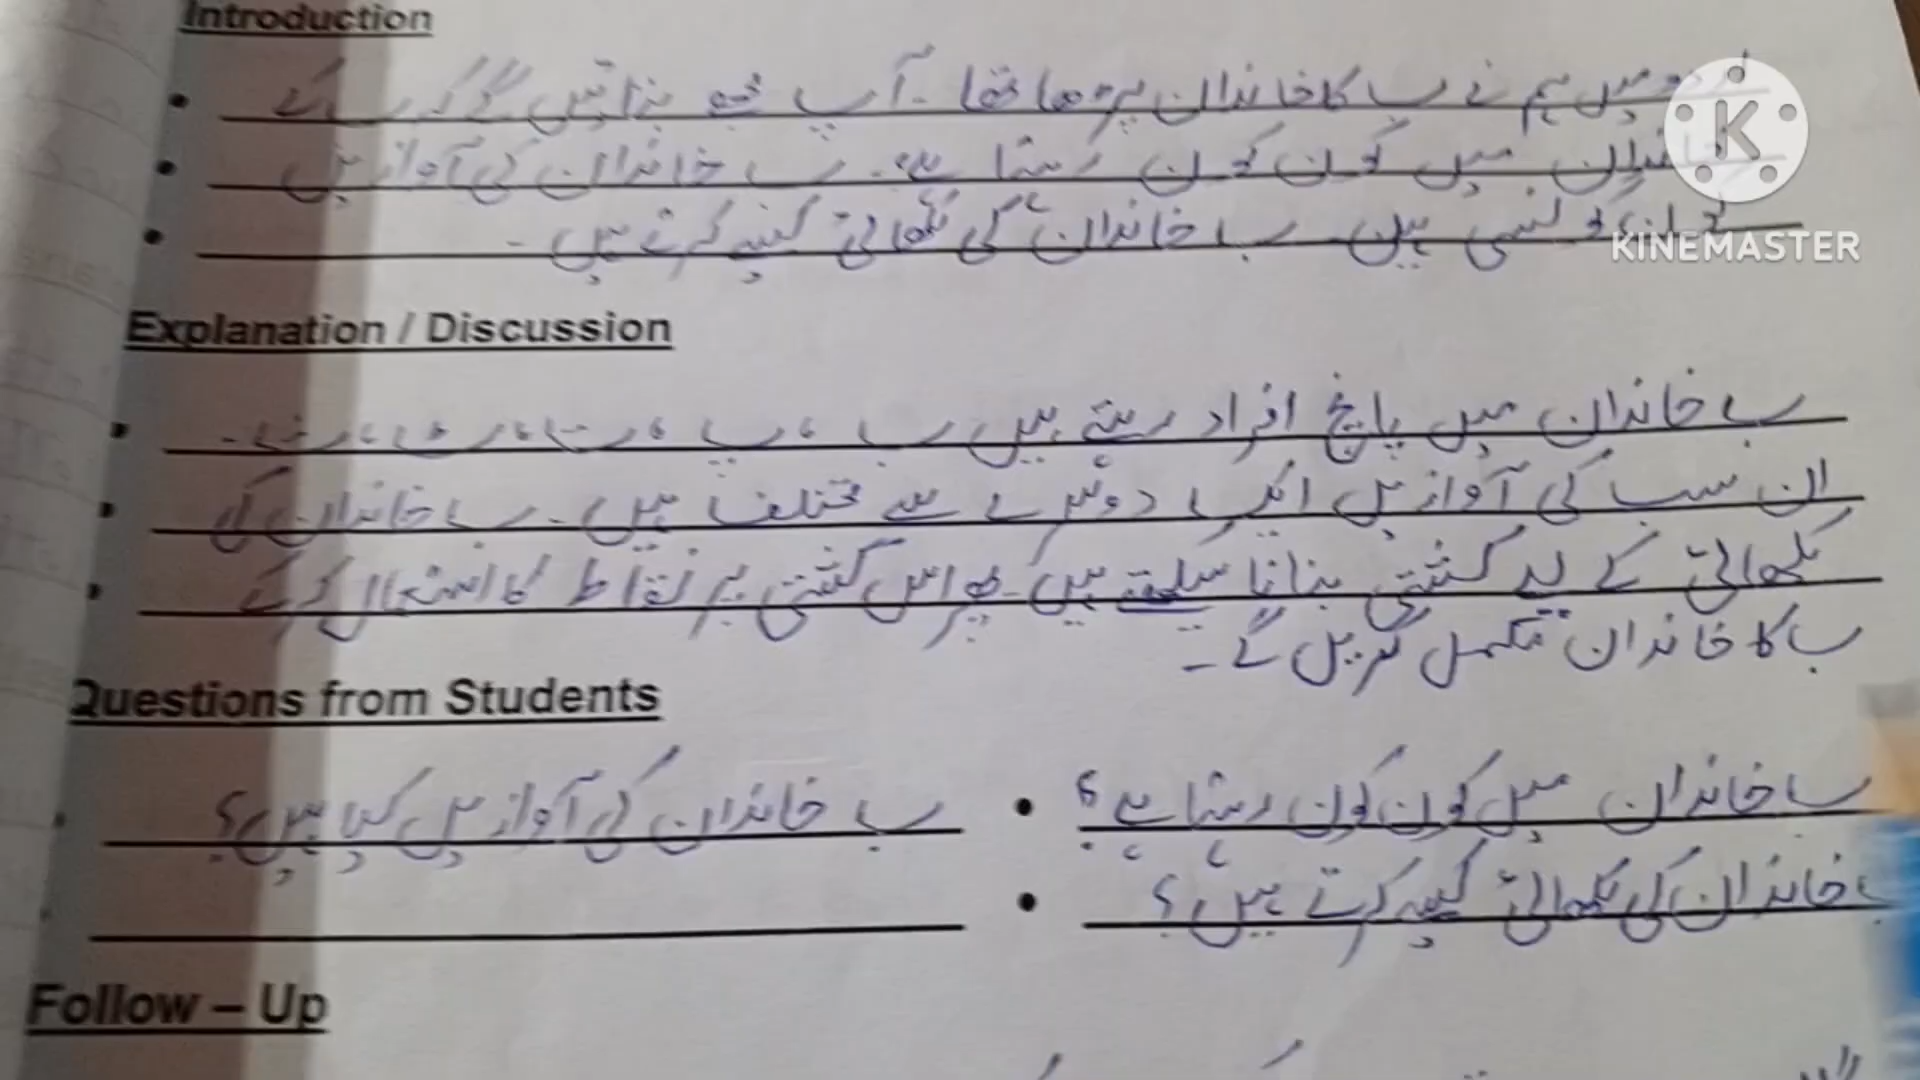 Introduction
میں ہم نے ب کا خاندان پڑھا تھا۔ آپ مجھے بتائیں گے کہ ب کے
خاندان میں کون کون رہتا ہے۔ ب خاندان کی آوازیں
کون کونسی ہیں۔ ب خاندان کی لکھائی کیسے کرتے ہیں۔
KINEMASTER
Explanation / Discussion
ب خاندان میں پانچ افراد رہتے ہیں ب ، پ ، ت ، ٹ ، ث۔
ان سب کی آوازیں ایک دوسرے سے مختلف ہیں۔ ب خاندان کی
لکھائی کے لیے کشتی بنانا سیکھتے ہیں۔ پھر اس کشتی پر نقاط کا استعمال کر کے
ب کا خاندان مکمل کریں گے۔
Questions from Students
ب خاندان میں کون کون رہتا ہے؟
ب خاندان کی آوازیں کیا ہیں؟
ب خاندان کی لکھائی کیسے کرتے ہیں؟
Follow – Up